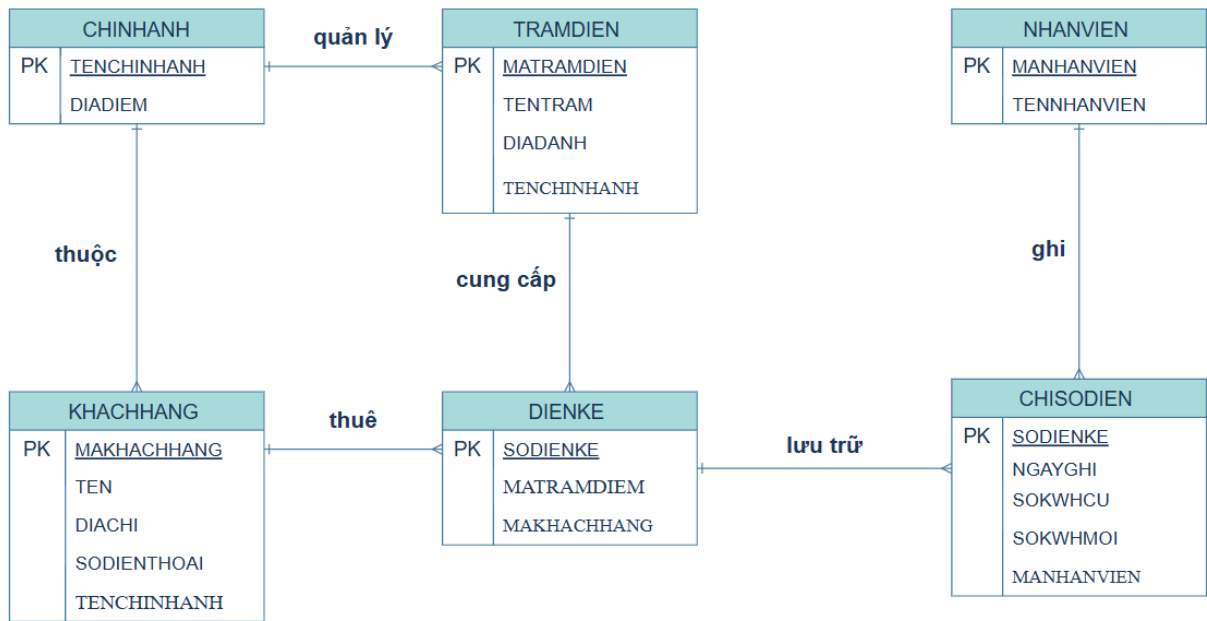 CHINHANH
PK TENCHINHANH
DIADIEM
quản lý
TRAMDIEN
PK MATRAMDIEN
TENTRAM
DIADANH
TENCHINHANH
NHANVIEN
PK MANHANVIEN
TENNHANVIEN
thuộc
cung cấp
ghi
KHACHHANG
PK MAKHACHHANG
TEN
DIACHI
SODIENTHOAI
TENCHINHANH
thuê
DIENKE
PK SODIENKE
MATRAMDIEM
MAKHACHHANG
lưu trữ
CHISODIEN
PK SODIENKE
NGAYGHI
SOKWHCU
SOKWHMOI
MANHANVIEN